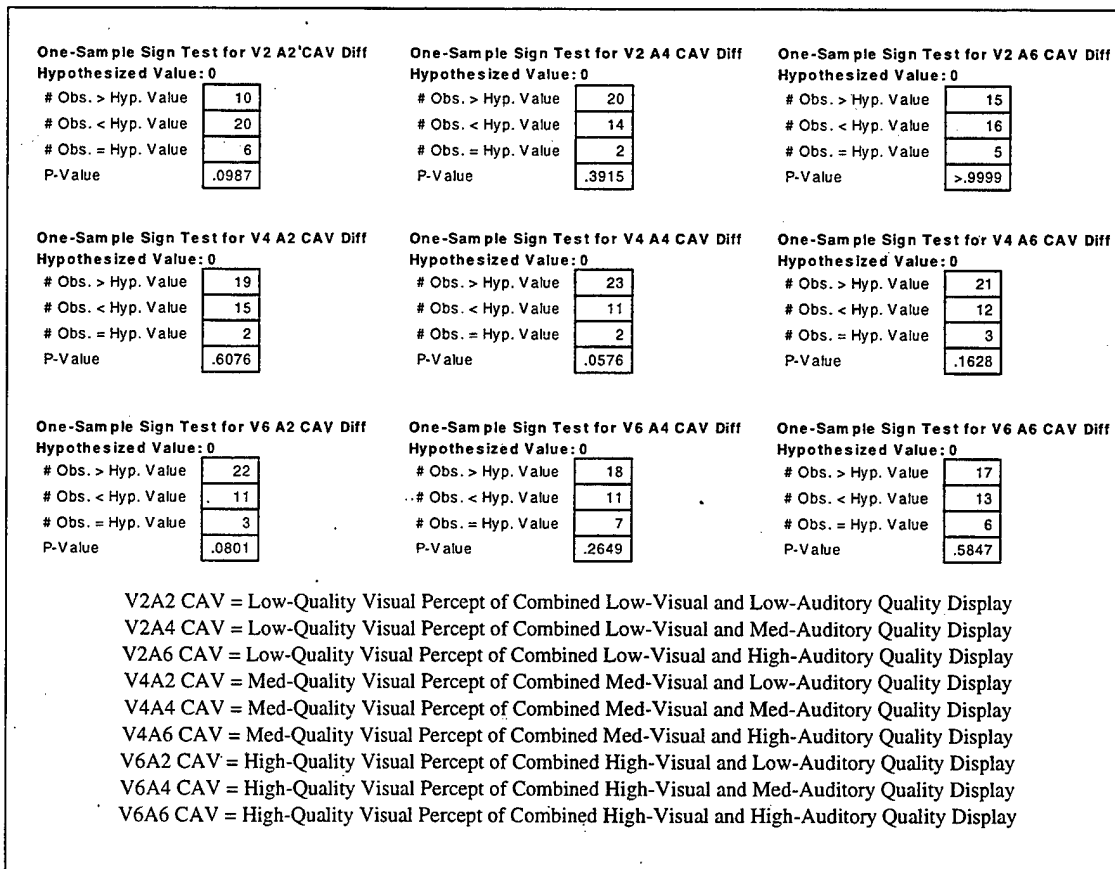 One-Sample Sign Test for V2 A2 CAV Diff
Hypothesized Value: 0
# Obs. > Hyp. Value 10
# Obs. < Hyp. Value 20
# Obs. = Hyp. Value 6
P-Value .0987
One-Sample Sign Test for V2 A4 CAV Diff
Hypothesized Value: 0
# Obs. > Hyp. Value 20
# Obs. < Hyp. Value 14
# Obs. = Hyp. Value 2
P-Value .3915
One-Sample Sign Test for V2 A6 CAV Diff
Hypothesized Value: 0
# Obs. > Hyp. Value 15
# Obs. < Hyp. Value 16
# Obs. = Hyp. Value 5
P-Value >.9999
One-Sample Sign Test for V4 A2 CAV Diff
Hypothesized Value: 0
# Obs. > Hyp. Value 19
# Obs. < Hyp. Value 15
# Obs. = Hyp. Value 2
P-Value .6076
One-Sample Sign Test for V4 A4 CAV Diff
Hypothesized Value: 0
# Obs. > Hyp. Value 23
# Obs. < Hyp. Value 11
# Obs. = Hyp. Value 2
P-Value .0576
One-Sample Sign Test for V4 A6 CAV Diff
Hypothesized Value: 0
# Obs. > Hyp. Value 21
# Obs. < Hyp. Value 12
# Obs. = Hyp. Value 3
P-Value .1628
One-Sample Sign Test for V6 A2 CAV Diff
Hypothesized Value: 0
# Obs. > Hyp. Value 22
# Obs. < Hyp. Value 11
# Obs. = Hyp. Value 3
P-Value .0801
One-Sample Sign Test for V6 A4 CAV Diff
Hypothesized Value: 0
# Obs. > Hyp. Value 18
# Obs. < Hyp. Value 11
# Obs. = Hyp. Value 7
P-Value .2649
One-Sample Sign Test for V6 A6 CAV Diff
Hypothesized Value: 0
# Obs. > Hyp. Value 17
# Obs. < Hyp. Value 13
# Obs. = Hyp. Value 6
P-Value .5847
V2A2 CAV = Low-Quality Visual Percept of Combined Low-Visual and Low-Auditory Quality Display
V2A4 CAV = Low-Quality Visual Percept of Combined Low-Visual and Med-Auditory Quality Display
V2A6 CAV = Low-Quality Visual Percept of Combined Low-Visual and High-Auditory Quality Display
V4A2 CAV = Med-Quality Visual Percept of Combined Med-Visual and Low-Auditory Quality Display
V4A4 CAV = Med-Quality Visual Percept of Combined Med-Visual and Med-Auditory Quality Display
V4A6 CAV = Med-Quality Visual Percept of Combined Med-Visual and High-Auditory Quality Display
V6A2 CAV = High-Quality Visual Percept of Combined High-Visual and Low-Auditory Quality Display
V6A4 CAV = High-Quality Visual Percept of Combined High-Visual and Med-Auditory Quality Display
V6A6 CAV = High-Quality Visual Percept of Combined High-Visual and High-Auditory Quality Display